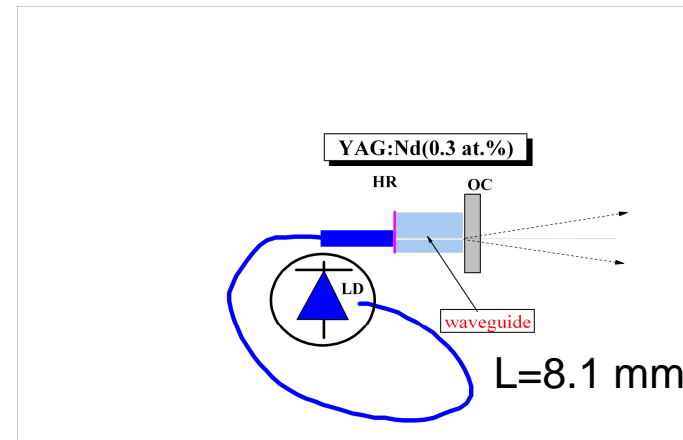 YAG:Nd(0.3 at.%)
HR
OC
LD
waveguide
L=8.1 mm